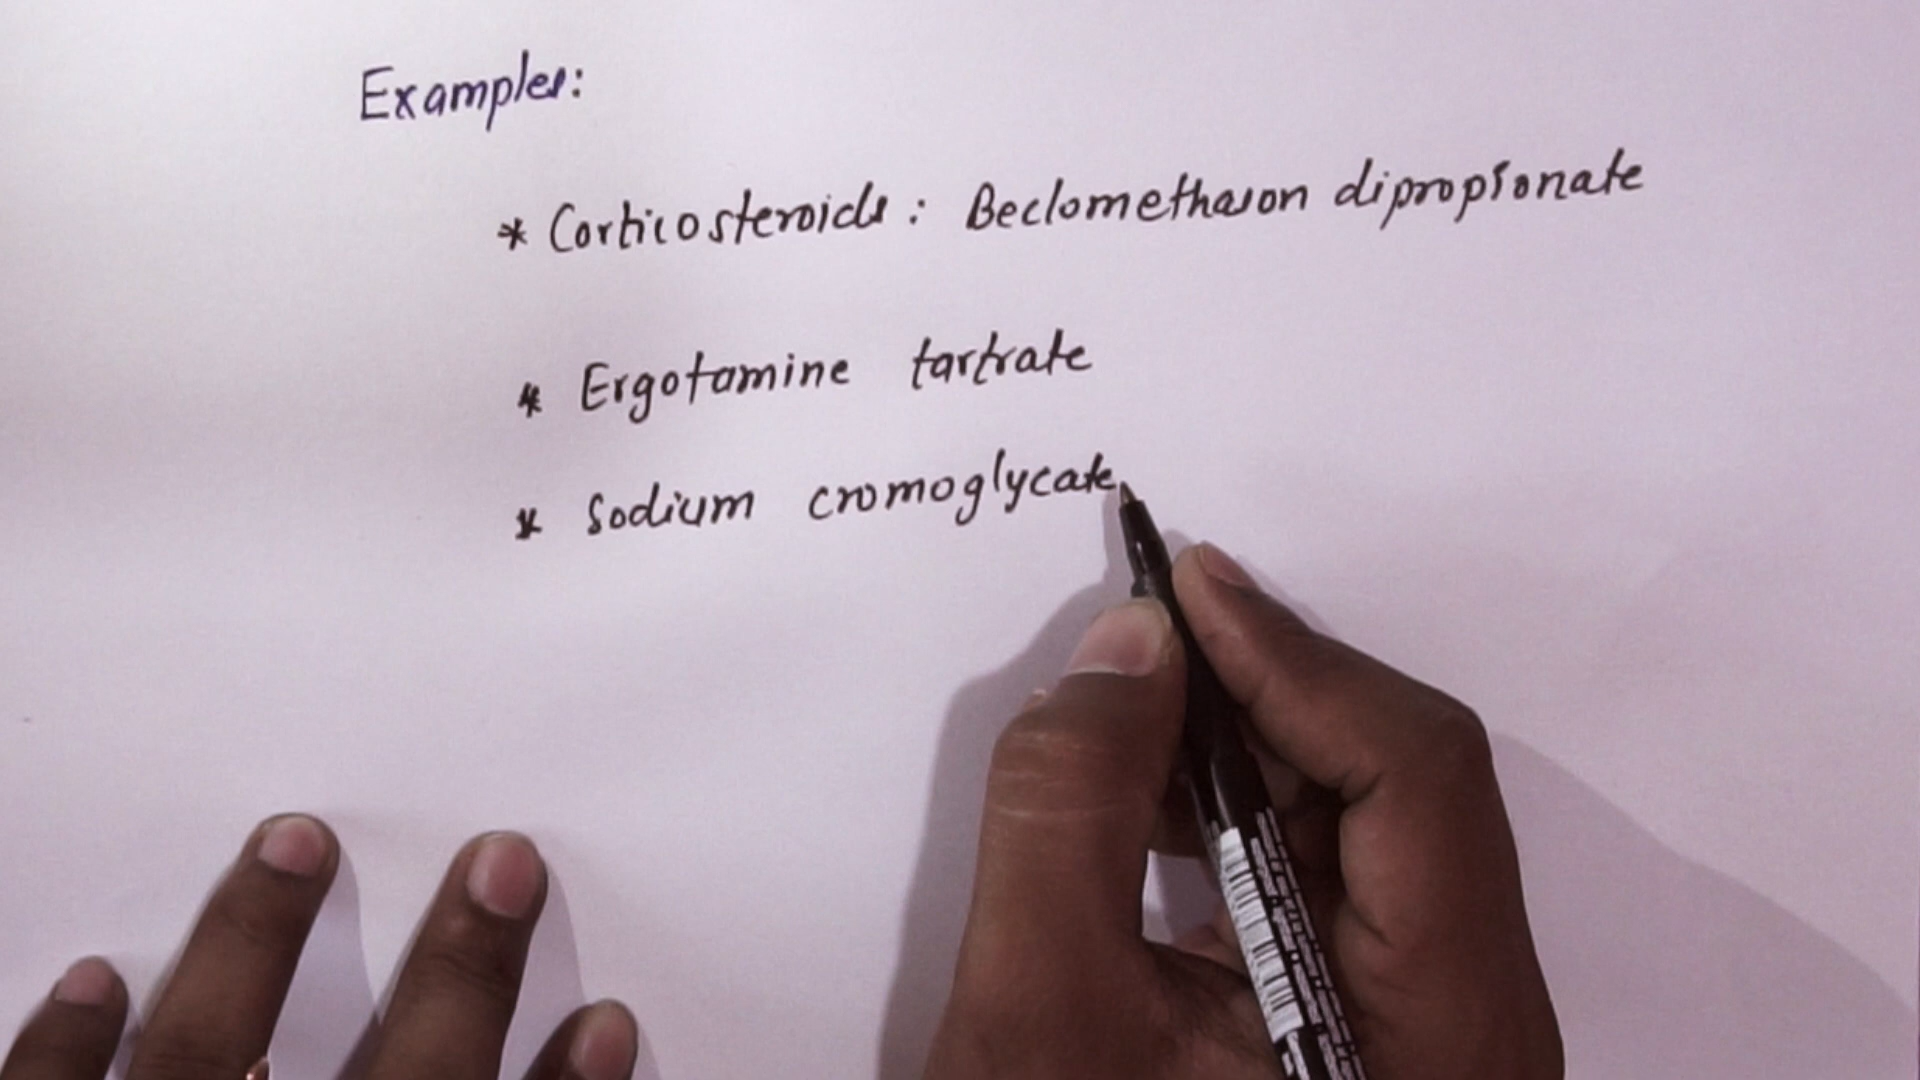 Examples:
* Corticosteroids : Beclomethason dipropionate
* Ergotamine tartrate
* Sodium cromoglycate